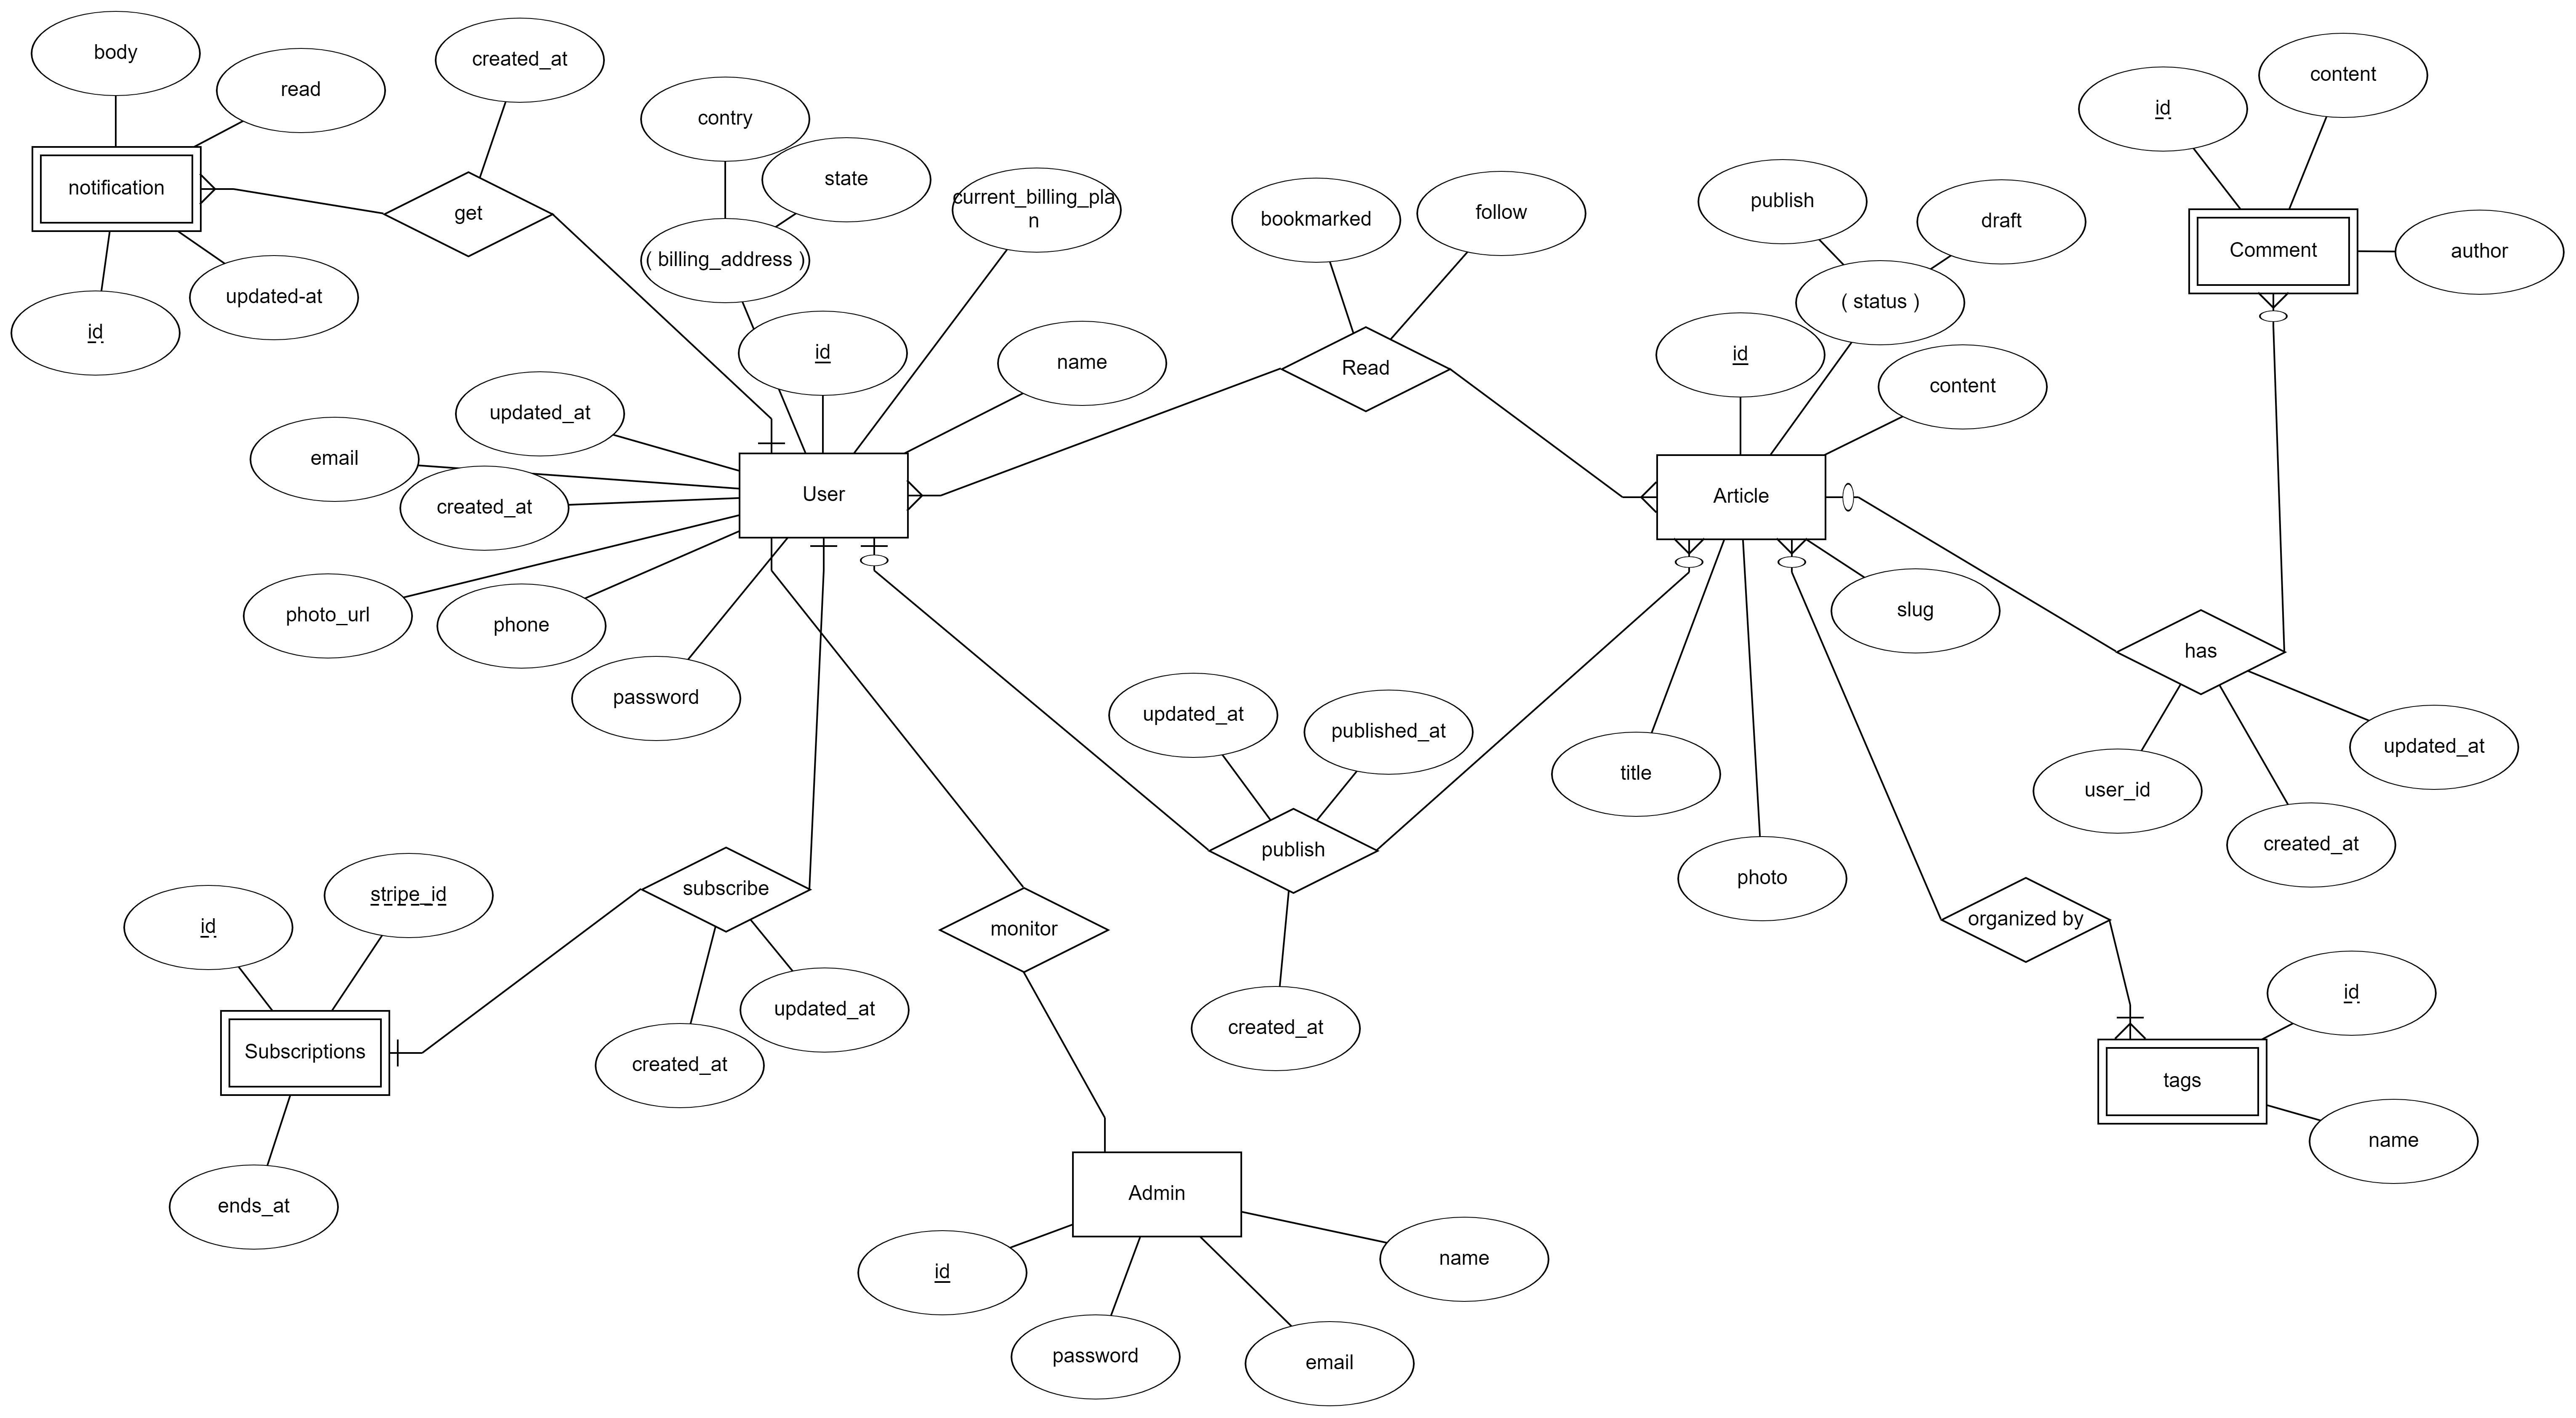 body
read
created_at
contry
state
current_billing_pla
n
( billing_address )
notification
get
updated-at
id
id
name
updated_at
email
created_at
User
photo_url
phone
password
bookmarked
follow
Read
publish
draft
( status )
id
content
Article
slug
title
photo
id
content
Comment
author
has
user_id
updated_at
created_at
updated_at
published_at
publish
created_at
subscribe
updated_at
created_at
monitor
id
stripe_id
Subscriptions
ends_at
organized by
id
tags
name
Admin
id
password
email
name